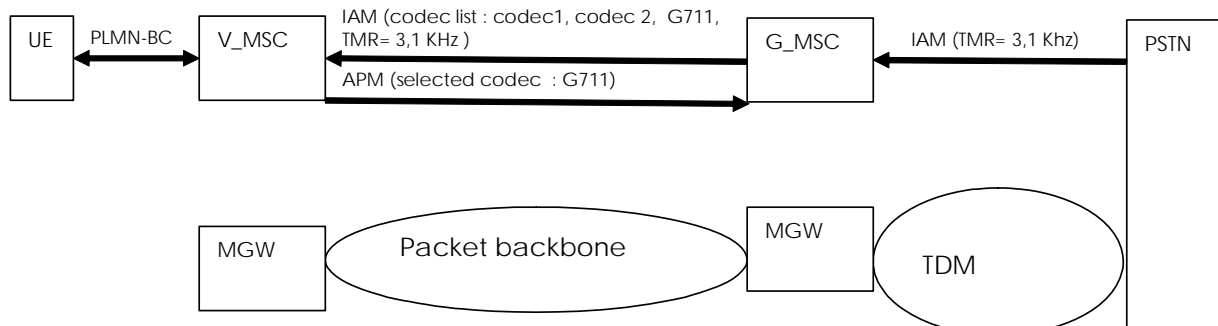 UE
PLMN-BC
V_MSC
IAM (codec list : codec1, codec 2,  G711,
TMR= 3,1 KHz )
APM (selected codec  : G711)
G_MSC
IAM (TMR= 3,1 Khz)
PSTN
MGW
Packet backbone
MGW
TDM